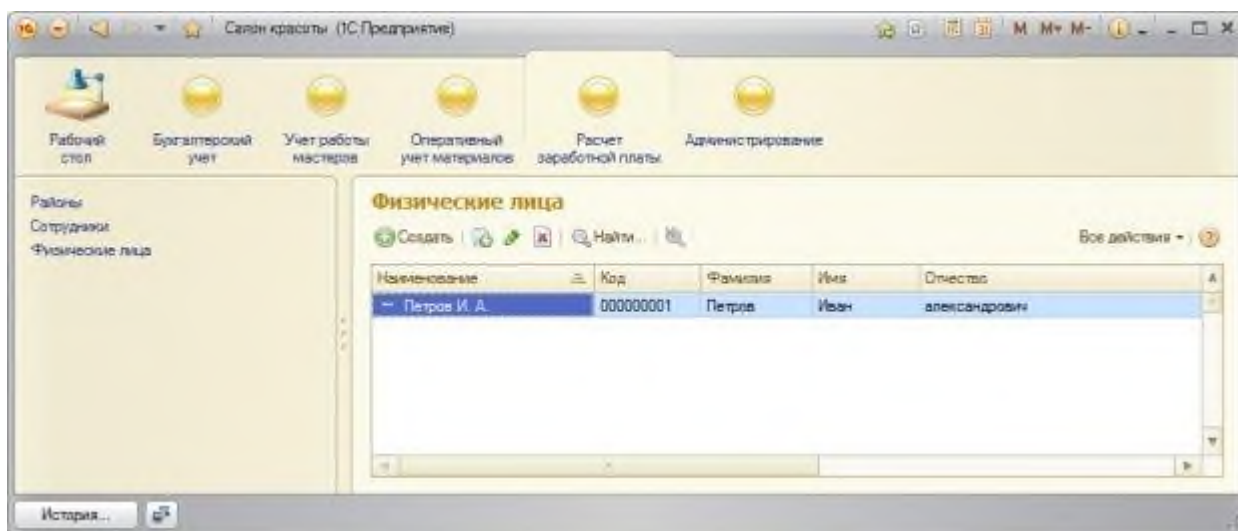 Салон красоты (1С:Предприятие)
M M+ M-
Рабочий
стол
Бухгалтерский
учет
Учет работы
мастеров
Оперативный
учет материалов
Расчет
заработной платы
Администрирование
Районы
Сотрудники
Физические лица
Физические лица
Создать Найти... Все действия
Наименование Код Фамилия Имя Отчество
Петров И. А. 000000001 Петров Иван александрович
История...